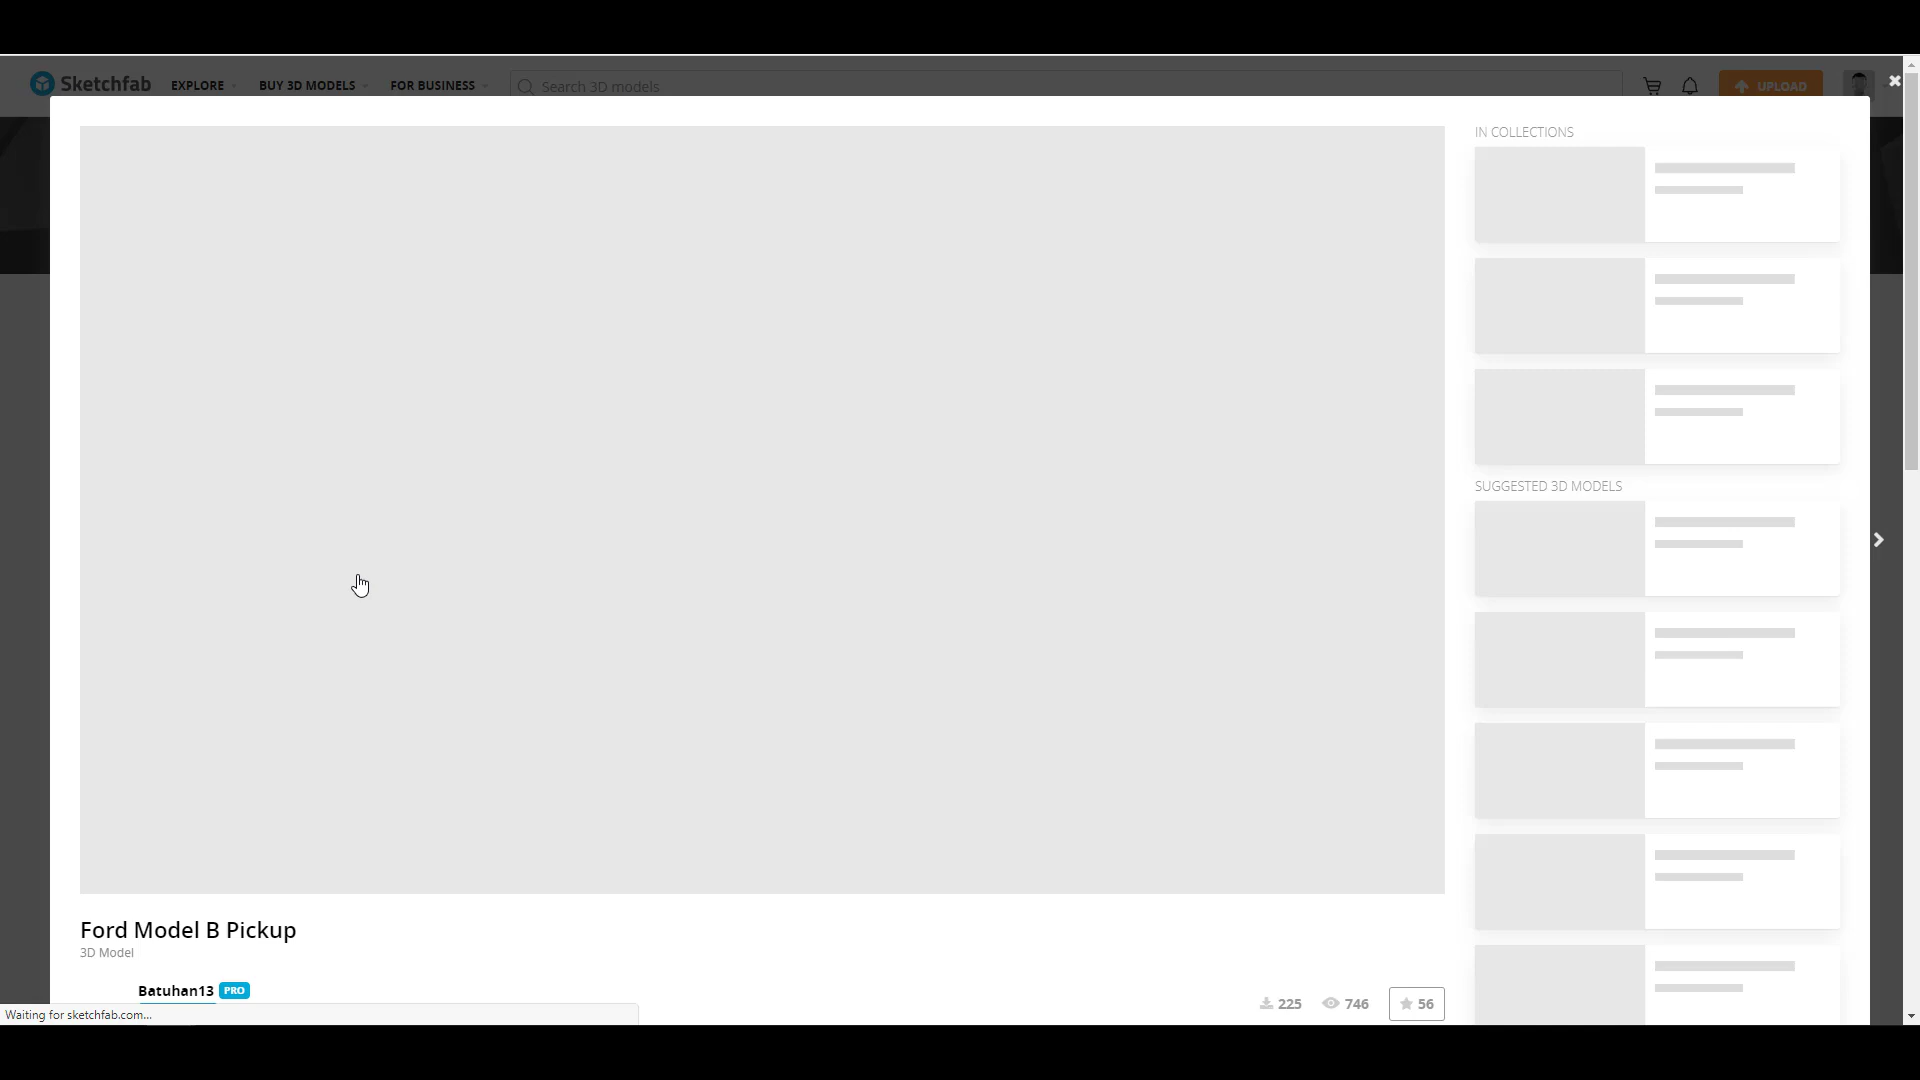 Sketchfab EXPLORE BUY 3D MODELS FOR BUSINESS Search 3D models UPLOAD
IN COLLECTIONS
SUGGESTED 3D MODELS
Ford Model B Pickup
3D Model
Batuhan13 PRO
225 746 56
Waiting for sketchfab.com...